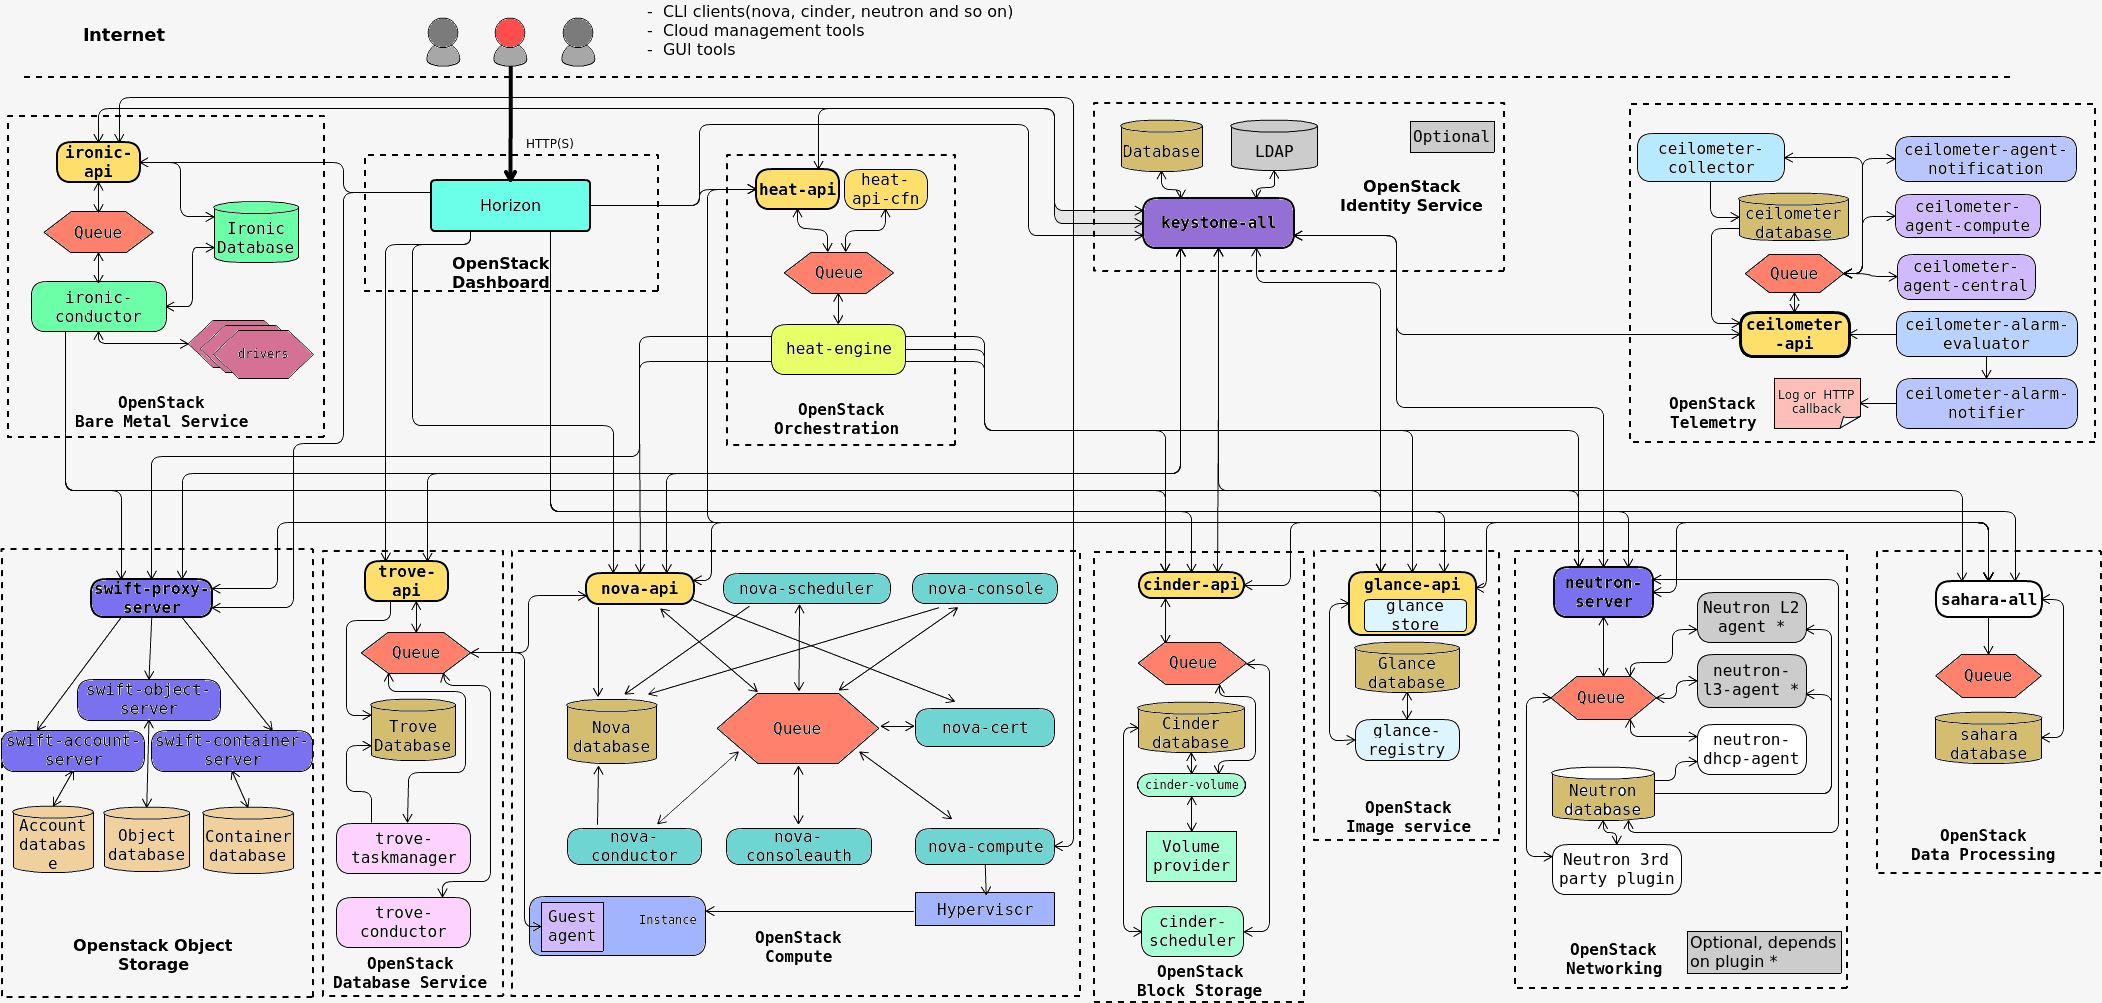 Internet
-  CLI clients(nova, cinder, neutron and so on)
-  Cloud management tools
-  GUI tools
HTTP(S)
ironic-
api
Queue
Ironic
Database
ironic-
conductor
drivers
OpenStack
Bare Metal Service
Horizon
OpenStack
Dashboard
heat-api
heat-
api-cfn
Queue
heat-engine
OpenStack
Orchestration
Database
LDAP
Optional
OpenStack
Identity Service
keystone-all
ceilometer-
collector
ceilometer-agent-
notification
ceilometer
database
ceilometer-
agent-compute
Queue
ceilometer-
agent-central
ceilometer
-api
ceilometer-alarm-
evaluator
Log or  HTTP
callback
ceilometer-alarm-
notifier
OpenStack
Telemetry
swift-proxy-
server
swift-object-
server
swift-account-
server
swift-container-
server
Account
databas
e
Object
database
Container
database
Openstack Object
Storage
trove-
api
Queue
Trove
Database
trove-
taskmanager
trove-
conductor
OpenStack
Database Service
nova-api
nova-scheduler
nova-console
Nova
database
Queue
nova-cert
nova-
conductor
nova-
consoleauth
nova-compute
Guest
agent
Instance
Hyperviscr
OpenStack
Compute
cinder-api
Queue
Cinder
database
cinder-volume
Volume
provider
cinder-
scheduler
OpenStack
Block Storage
glance-api
glance
store
Glance
database
glance-
registry
OpenStack
Image service
neutron-
server
Neutron L2
agent *
neutron-
l3-agent *
Queue
neutron-
dhcp-agent
Neutron
database
Neutron 3rd
party plugin
OpenStack
Networking
Optional, depends
on plugin *
sahara-all
Queue
sahara
database
OpenStack
Data Processing